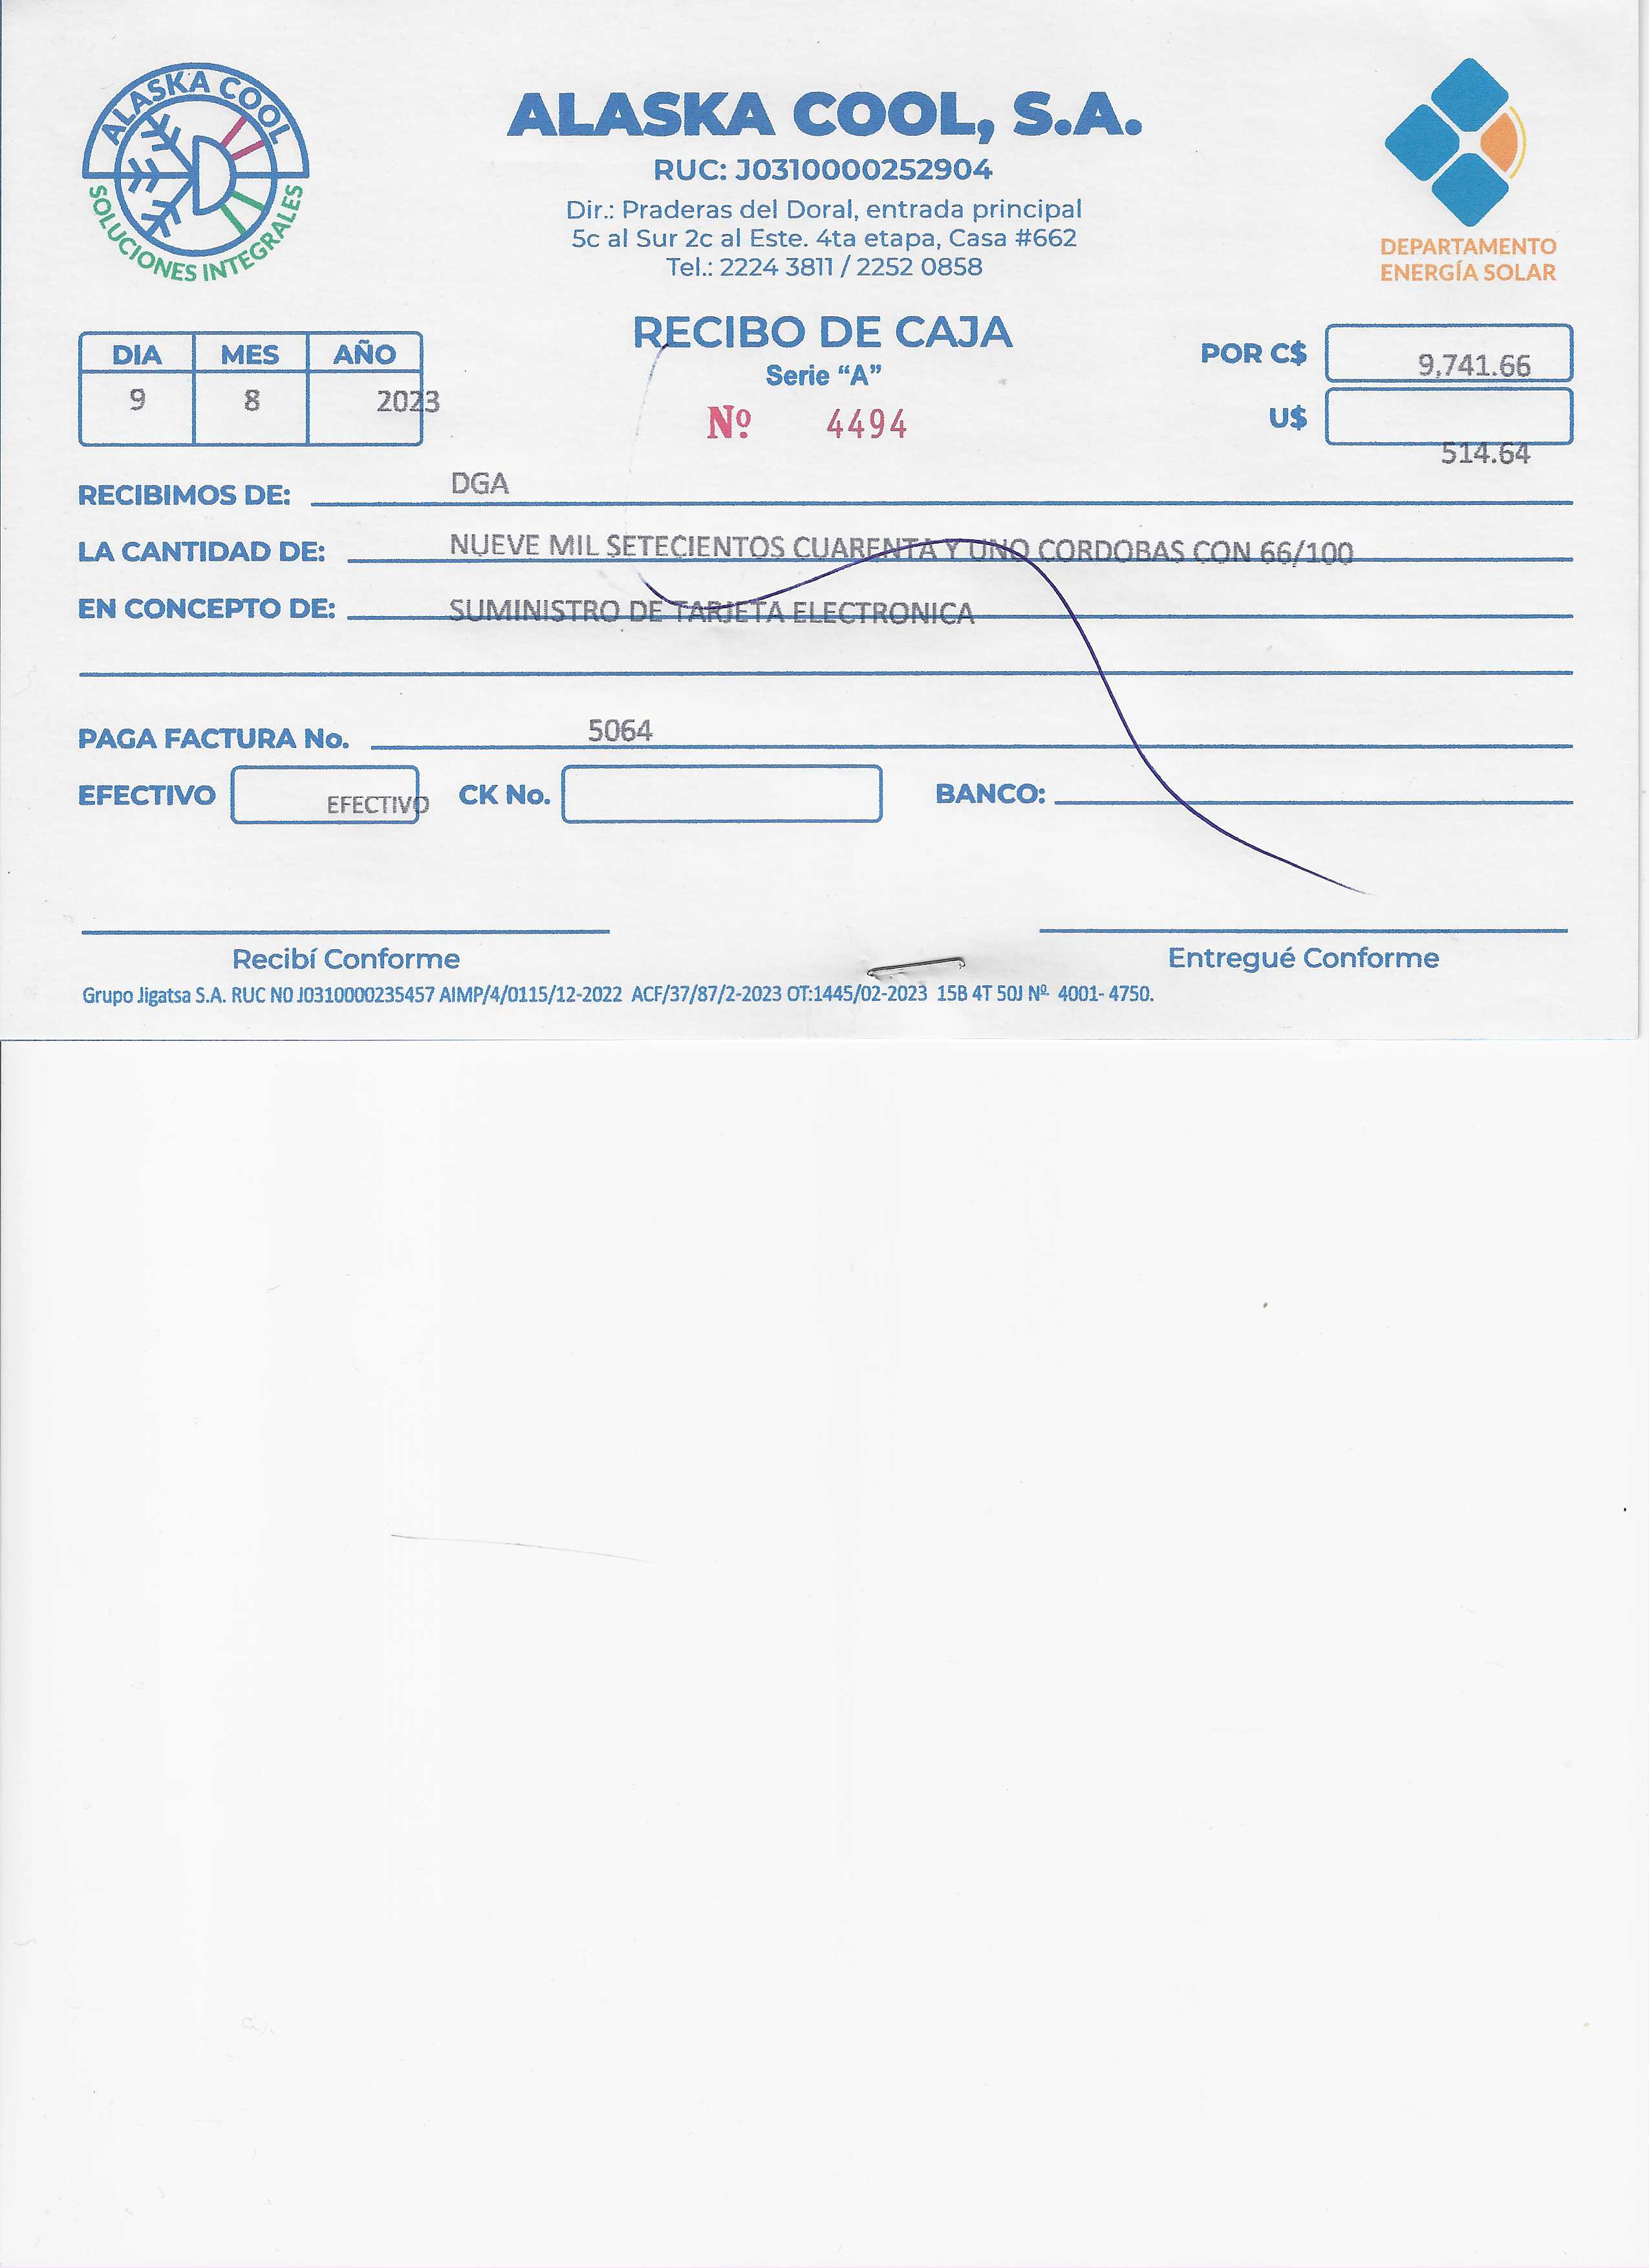 ALASKA COOL
SOLUCIONES INTEGRALES
ALASKA COOL, S.A.
RUC: J0310000252904
Dir.: Praderas del Doral, entrada principal
5c al Sur 2c al Este. 4ta etapa, Casa #662
Tel.: 2224 3811 / 2252 0858
DEPARTAMENTO
ENERGÍA SOLAR
RECIBO DE CAJA
Serie “A”
Nº 4494
DIA MES AÑO
9 8 2023
POR C$ 9,741.66
U$ 514.64
RECIBIMOS DE: DGA
LA CANTIDAD DE: NUEVE MIL SETECIENTOS CUARENTA Y UNO CORDOBAS CON 66/100
EN CONCEPTO DE: SUMINISTRO DE TARJETA ELECTRONICA
PAGA FACTURA No. 5064
EFECTIVO EFECTIVO CK No. BANCO:
Recibí Conforme Entregué Conforme
Grupo Jigatsa S.A. RUC N0 J0310000235457 AIMP/4/0115/12-2022 ACF/37/87/2-2023 OT:1445/02-2023 15B 4T 50J Nº. 4001- 4750.